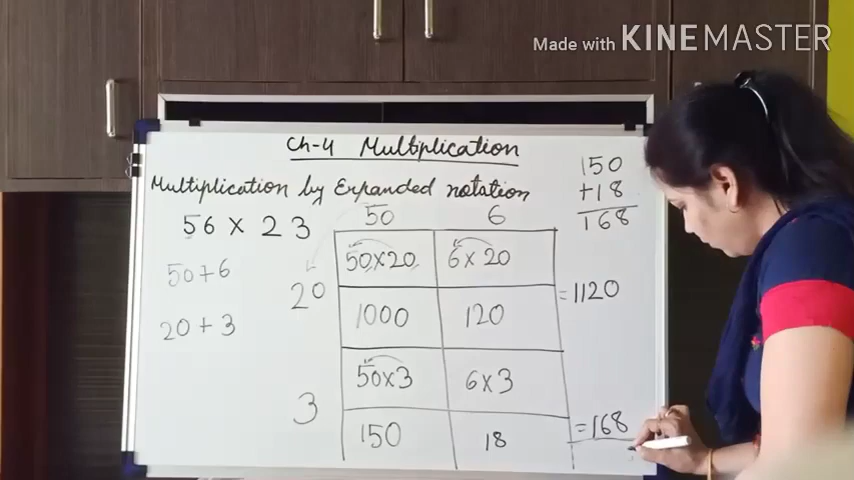 Made with KINEMASTER
Ch-4 Multiplication
Multiplication by Expanded notation
150
+18
168
56 x 23
50 6
50+6
20+3
20
50x20 6x20
1000 120
=1120
3
50x3 6x3
150 18
=168